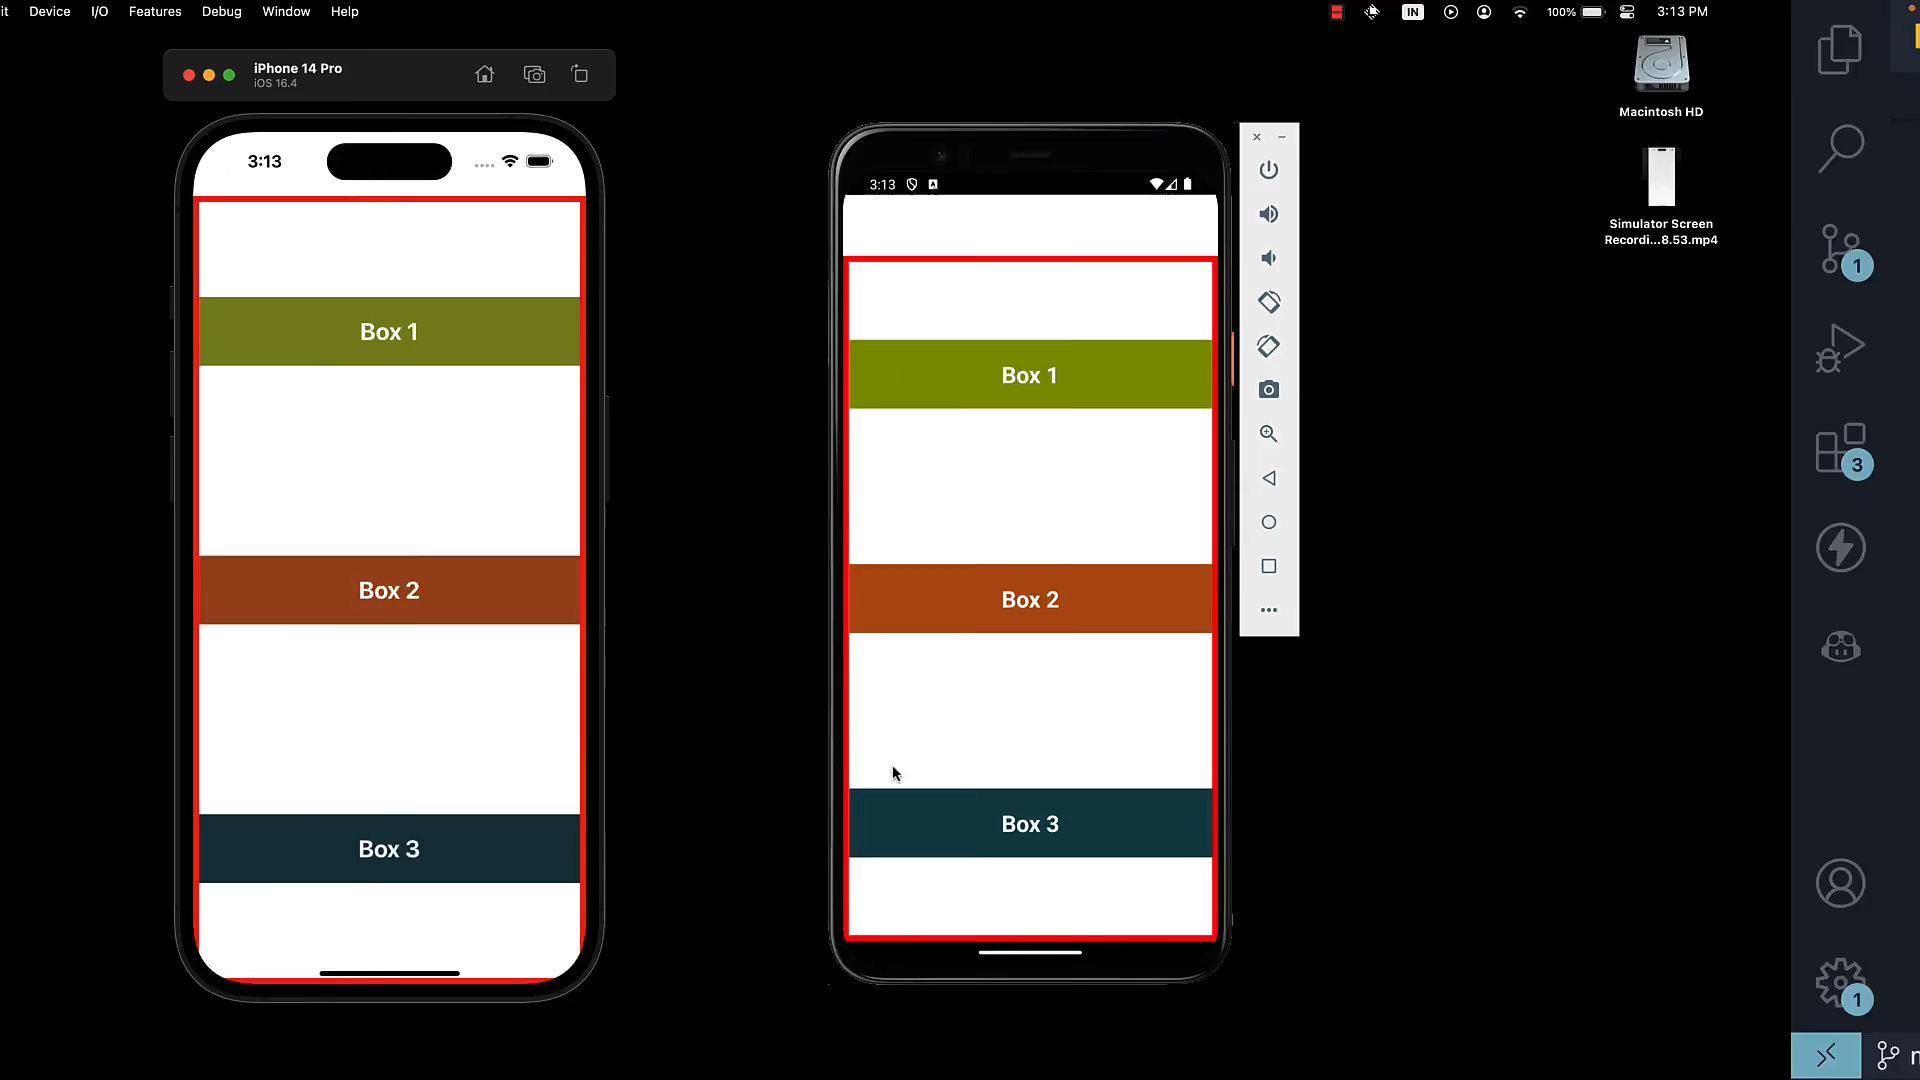 it Device I/O Features Debug Window Help
IN 100% 3:13 PM
iPhone 14 Pro
iOS 16.4
3:13
Box 1
Box 2
Box 3
3:13 A
Box 1
Box 2
Box 3
Macintosh HD
Simulator Screen
Recordi...8.53.mp4
1
3
1